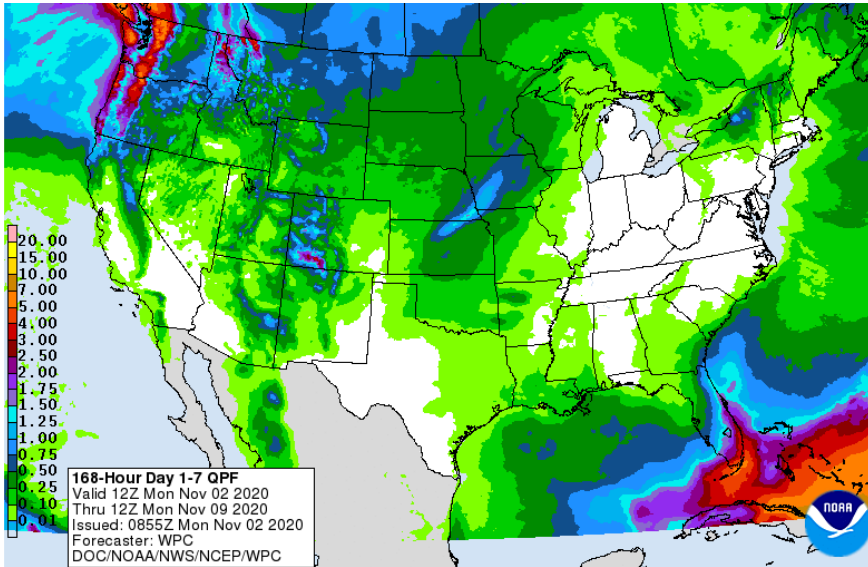 20.00
15.00
10.00
7.00
5.00
4.00
3.00
2.50
2.00
1.75
1.50
1.25
1.00
0.75
0.50
0.25
0.10
0.01
168-Hour Day 1-7 QPF
Valid 12Z Mon Nov 02 2020
Thru 12Z Mon Nov 09 2020
Issued: 0855Z Mon Nov 02 2020
Forecaster: WPC
DOC/NOAA/NWS/NCEP/WPC
NOAA